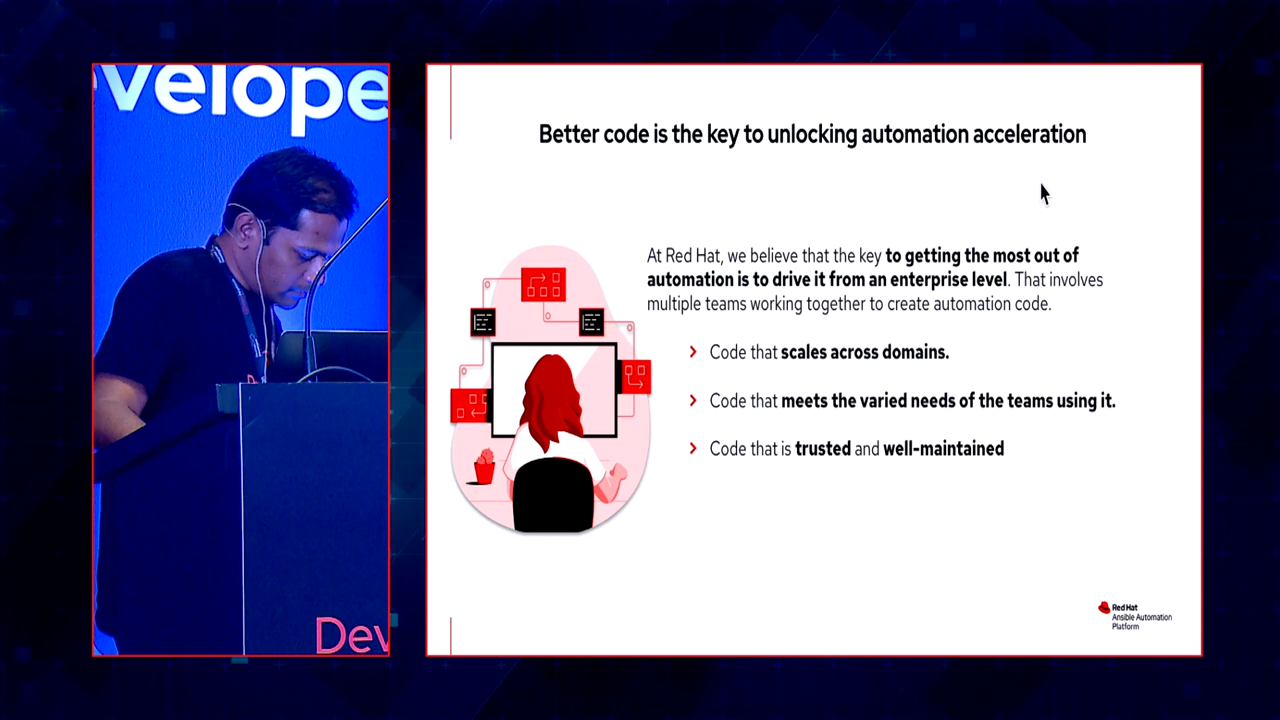 velope
Dev
Better code is the key to unlocking automation acceleration
At Red Hat, we believe that the key to getting the most out of
automation is to drive it from an enterprise level. That involves
multiple teams working together to create automation code.
Code that scales across domains.
Code that meets the varied needs of the teams using it.
Code that is trusted and well-maintained
Red Hat
Ansible Automation
Platform